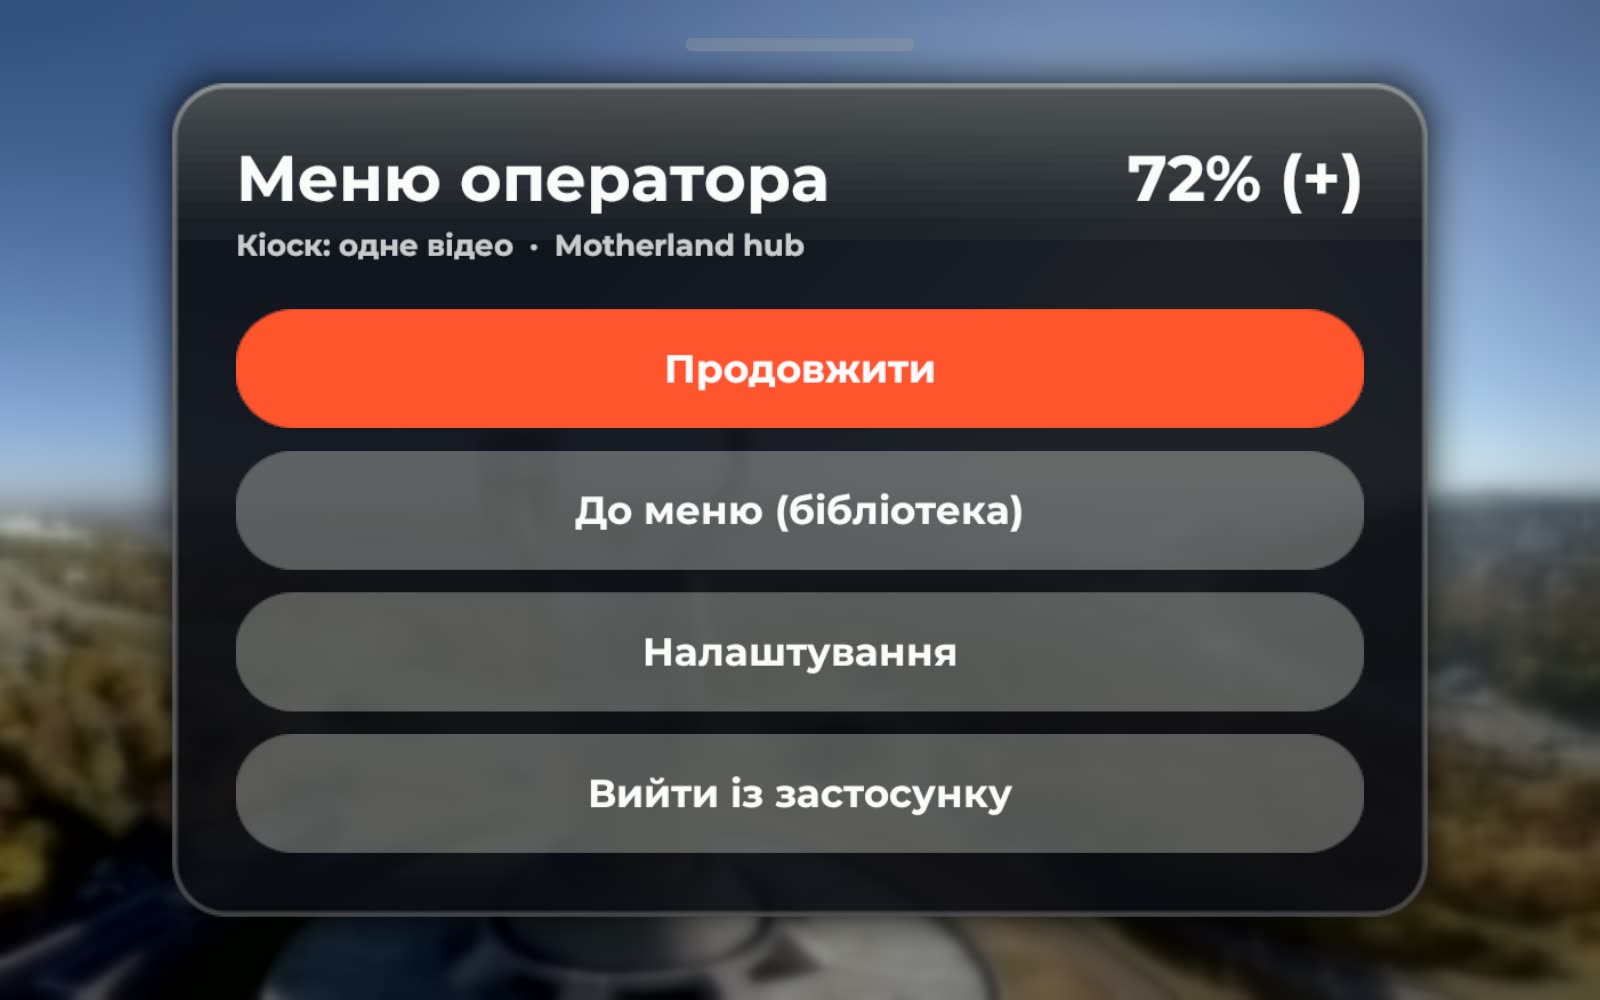 Меню оператора
72% (+)
Кіоск: одне відео · Motherland hub
Продовжити
До меню (бібліотека)
Налаштування
Вийти із застосунку